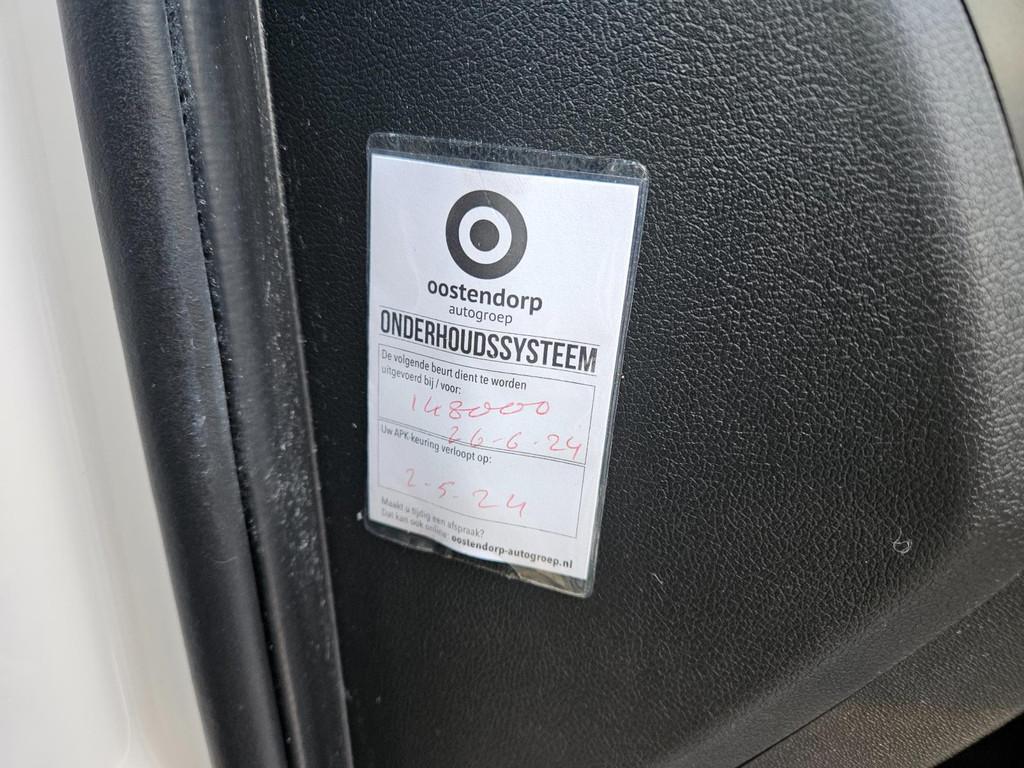 oostendorp
autogroep
ONDERHOUDSSYSTEEM
De volgende beurt dient te worden
uitgevoerd bij / voor:
148000
26-6-24
Uw APK-keuring verloopt op:
2-5-24
Maakt u tijdig een afspraak?
Dat kan ook online: oostendorp-autogroep.nl